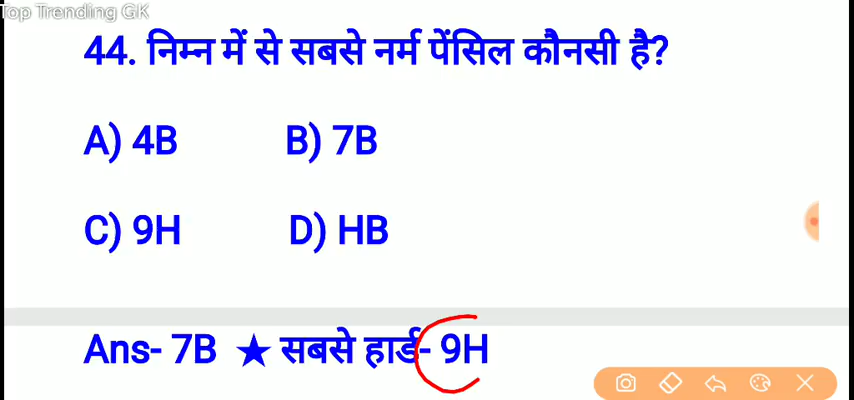 Top Trending GK
44. निम्न में से सबसे नर्म पेंसिल कौनसी है?
A) 4B B) 7B
C) 9H D) HB
Ans- 7B ★ सबसे हार्ड- 9H